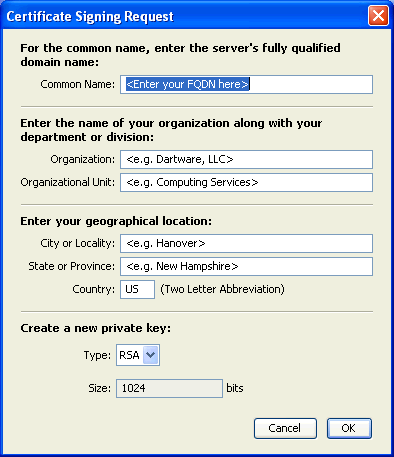 Certificate Signing Request
For the common name, enter the server's fully qualified
domain name:
Common Name: <Enter your FQDN here>
Enter the name of your organization along with your
department or division:
Organization: <e.g. Dartware, LLC>
Organizational Unit: <e.g. Computing Services>
Enter your geographical location:
City or Locality: <e.g. Hanover>
State or Province: <e.g. New Hampshire>
Country: US (Two Letter Abbreviation)
Create a new private key:
Type: RSA
Size: 1024 bits
Cancel OK